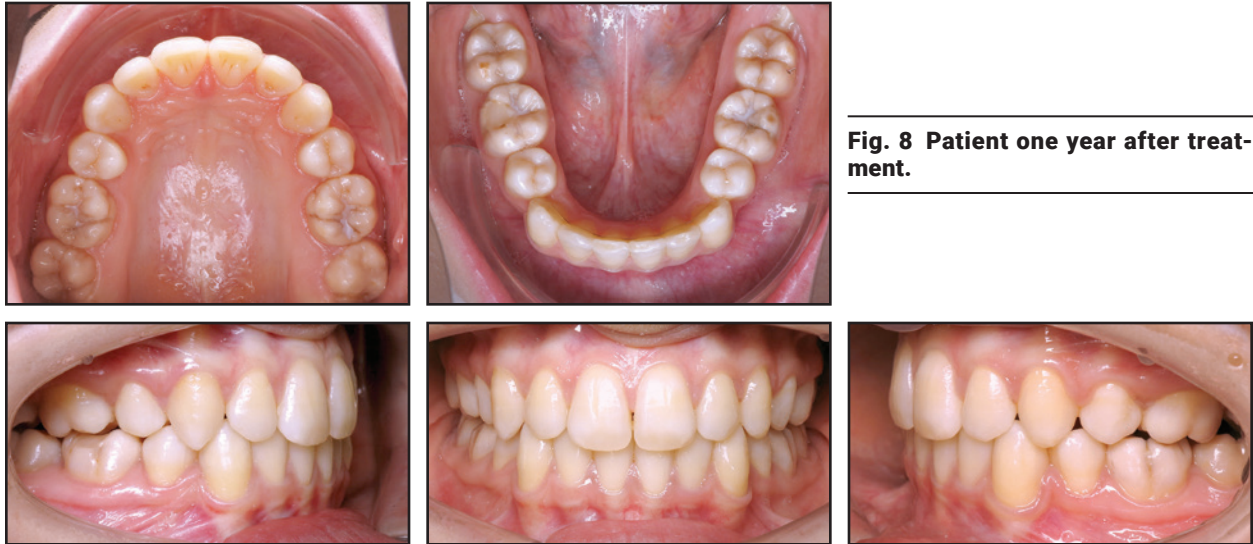 Fig. 8 Patient one year after treat-
ment.